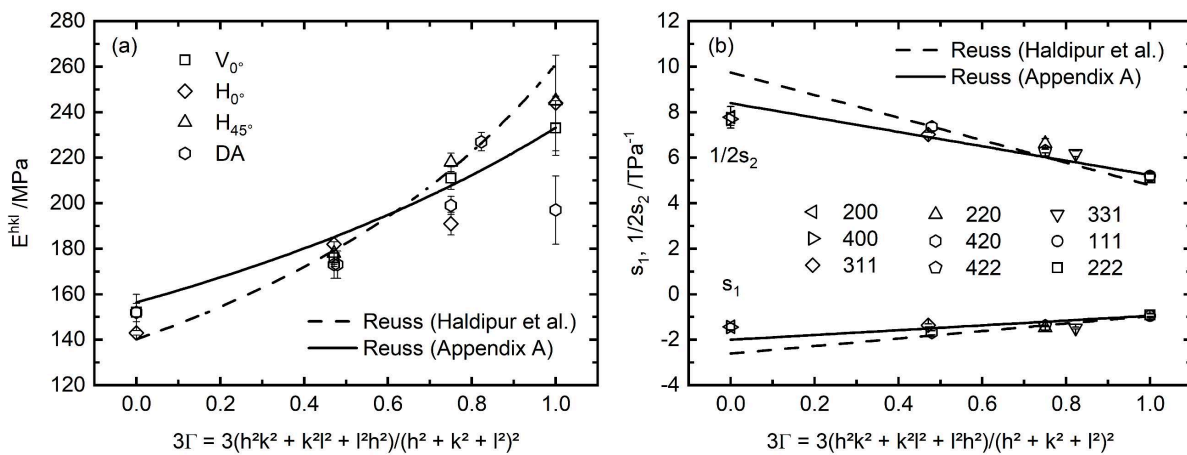 (a)
V0°
H0°
H45°
DA
Reuss (Haldipur et al.)
Reuss (Appendix A)
E^hkl /MPa
280
260
240
220
200
180
160
140
120
0.0 0.2 0.4 0.6 0.8 1.0
3Γ = 3(h²k² + k²l² + l²h²)/(h² + k² + l²)²
(b)
Reuss (Haldipur et al.)
Reuss (Appendix A)
1/2s₂
200 220 331
400 420 111
311 422 222
s₁
s₁, 1/2s₂ /TPa⁻¹
12
10
8
6
4
2
0
-2
-4
0.0 0.2 0.4 0.6 0.8 1.0
3Γ = 3(h²k² + k²l² + l²h²)/(h² + k² + l²)²